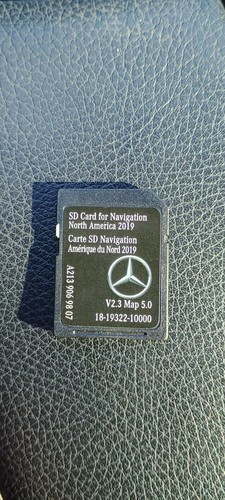 SD Card for Navigation
North America 2019
Carte SD Navigation
Amérique du Nord 2019
A213 906 98 07
V2.3 Map 5.0
18-19322-10000